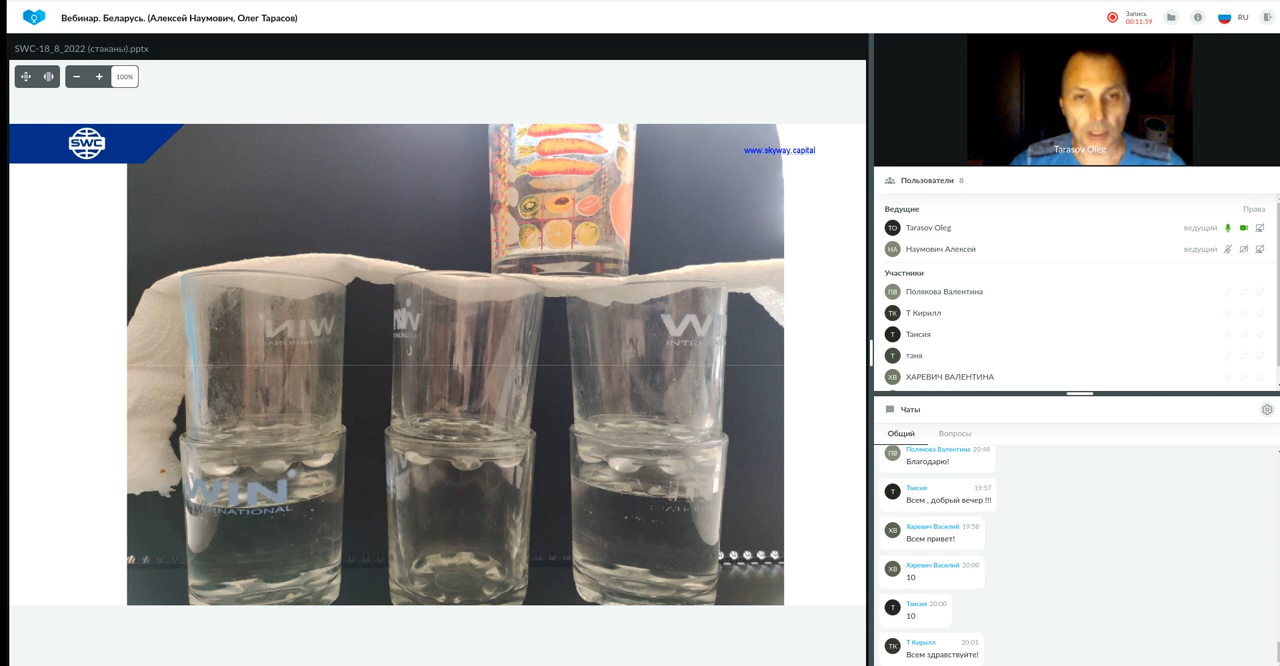 Вебинар. Беларусь. (Алексей Наумович, Олег Тарасов)
Запись
00:11:59
RU
SWC-18_8_2022 (стаканы).pptx
100%
SWC
www.skyway.capital
WIN
WIN
W
INTE
WIN
ERNATIONAL
Tarasov Oleg
Пользователи 8
Ведущие Права
TO Tarasov Oleg ведущий
НА Наумович Алексей ведущий
Участники
ПВ Полякова Валентина
ТК Т Кирилл
Т Таисия
Т таня
ХВ ХАРЕВИЧ ВАЛЕНТИНА
Чаты
Общий Вопросы
ПВ Полякова Валентина 20:48
Благодарю!
Т Таисия 19:57
Всем , добрый вечер !!!
ХВ Харевич Василий 19:58
Всем привет!
ХВ Харевич Василий 20:00
10
Т Таисия 20:00
10
ТК Т Кирилл 20:01
Всем здравствуйте!